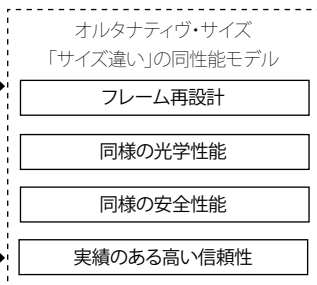 オルタナティヴ・サイズ
「サイズ違い」の同性能モデル
フレーム再設計
同様の光学性能
同様の安全性能
実績のある高い信頼性